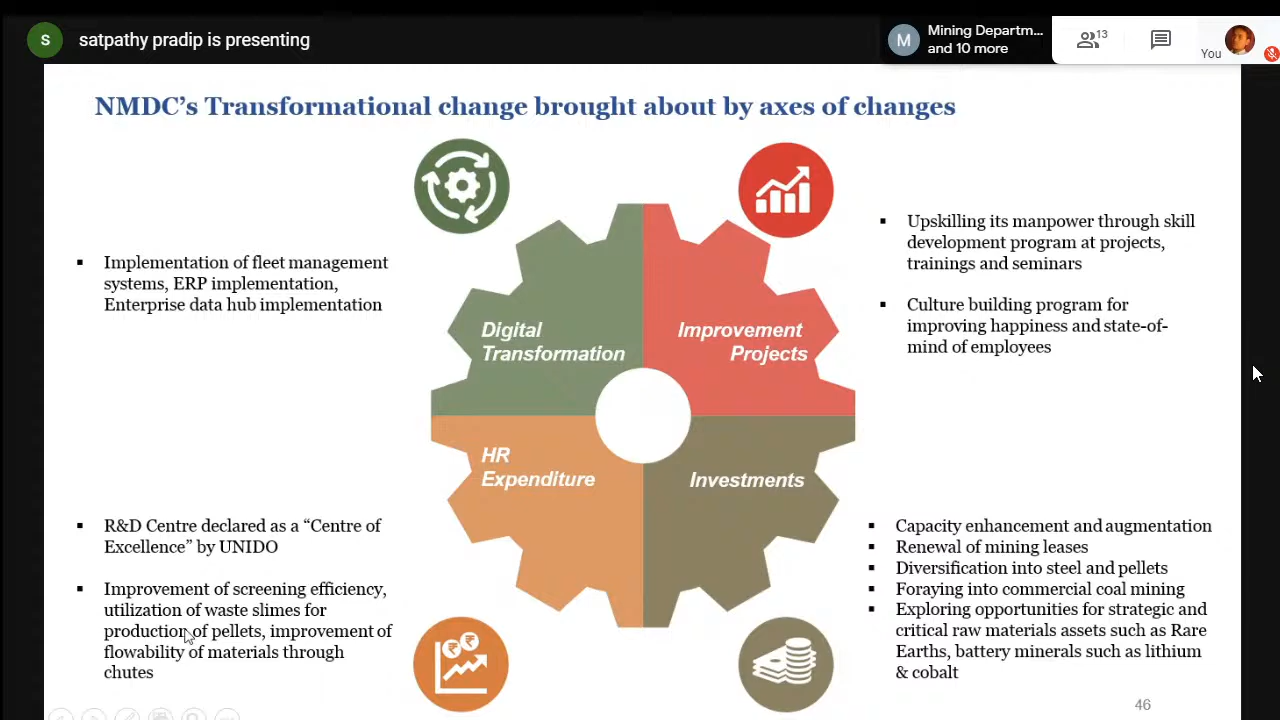 S
satpathy pradip is presenting
M
Mining Departm...
and 10 more
13
You
NMDC's Transformational change brought about by axes of changes
▪ Implementation of fleet management
systems, ERP implementation,
Enterprise data hub implementation
Digital
Transformation
Improvement
Projects
▪ Upskilling its manpower through skill
development program at projects,
trainings and seminars
▪ Culture building program for
improving happiness and state-of-
mind of employees
HR
Expenditure
Investments
▪ R&D Centre declared as a “Centre of
Excellence” by UNIDO
▪ Improvement of screening efficiency,
utilization of waste slimes for
production of pellets, improvement of
flowability of materials through
chutes
▪ Capacity enhancement and augmentation
▪ Renewal of mining leases
▪ Diversification into steel and pellets
▪ Foraying into commercial coal mining
▪ Exploring opportunities for strategic and
critical raw materials assets such as Rare
Earths, battery minerals such as lithium
& cobalt
₹ ₹
46